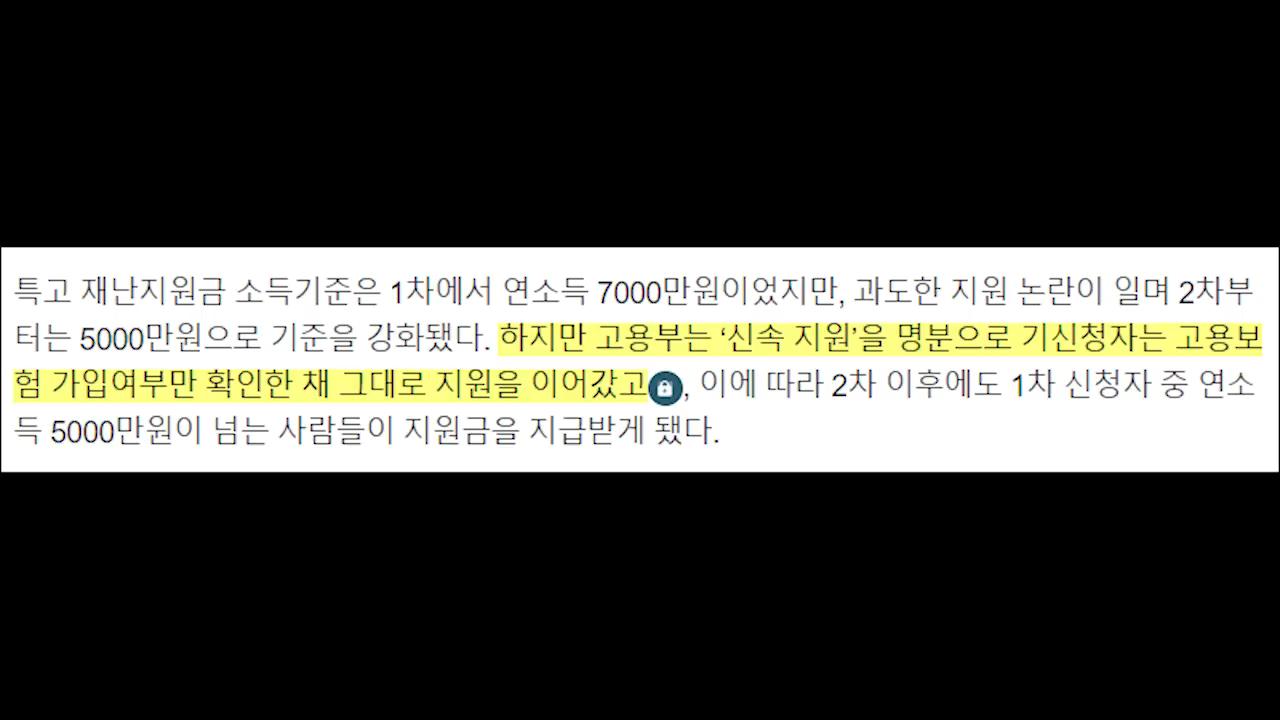 특고 재난지원금 소득기준은 1차에서 연소득 7000만원이었지만, 과도한 지원 논란이 일며 2차부
터는 5000만원으로 기준을 강화됐다. 하지만 고용부는 ‘신속 지원’을 명분으로 기신청자는 고용보
험 가입여부만 확인한 채 그대로 지원을 이어갔고, 이에 따라 2차 이후에도 1차 신청자 중 연소
득 5000만원이 넘는 사람들이 지원금을 지급받게 됐다.